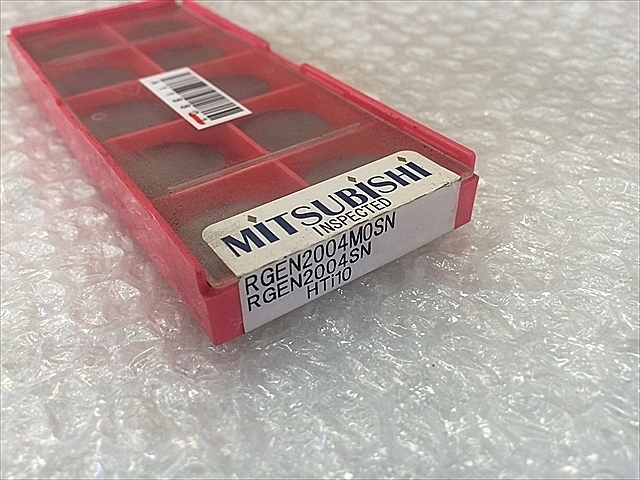 MITSUBISHI
INSPECTED
RGEN2004M0SN
RGEN2004SN
HTi10